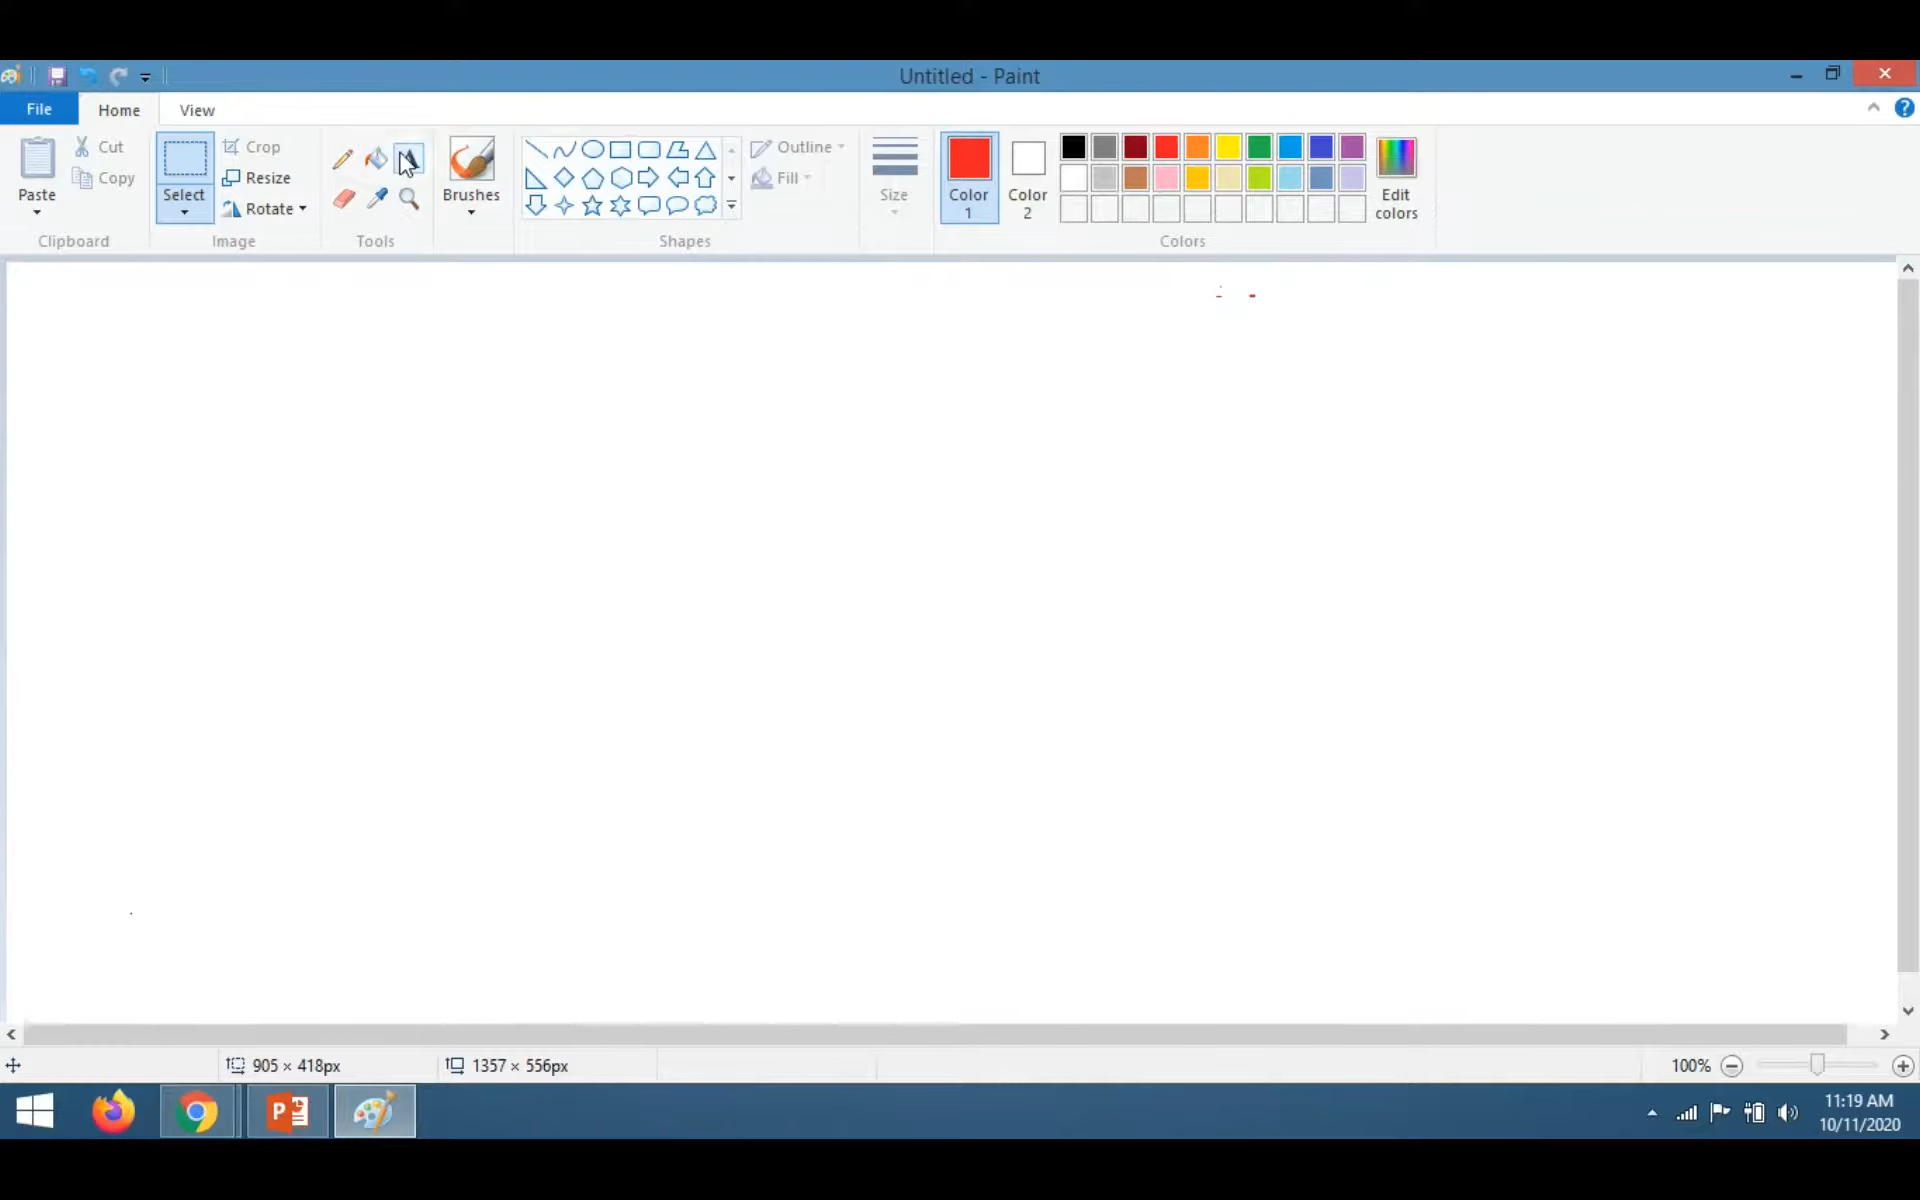 Untitled - Paint
File Home View
Paste
Cut
Copy
Clipboard
Select
Crop
Resize
Rotate
Image
Tools
Brushes
Shapes
Outline
Fill
Size
Color 1
Color 2
Edit colors
Colors
905 × 418px
1357 × 556px
100%
11:19 AM
10/11/2020